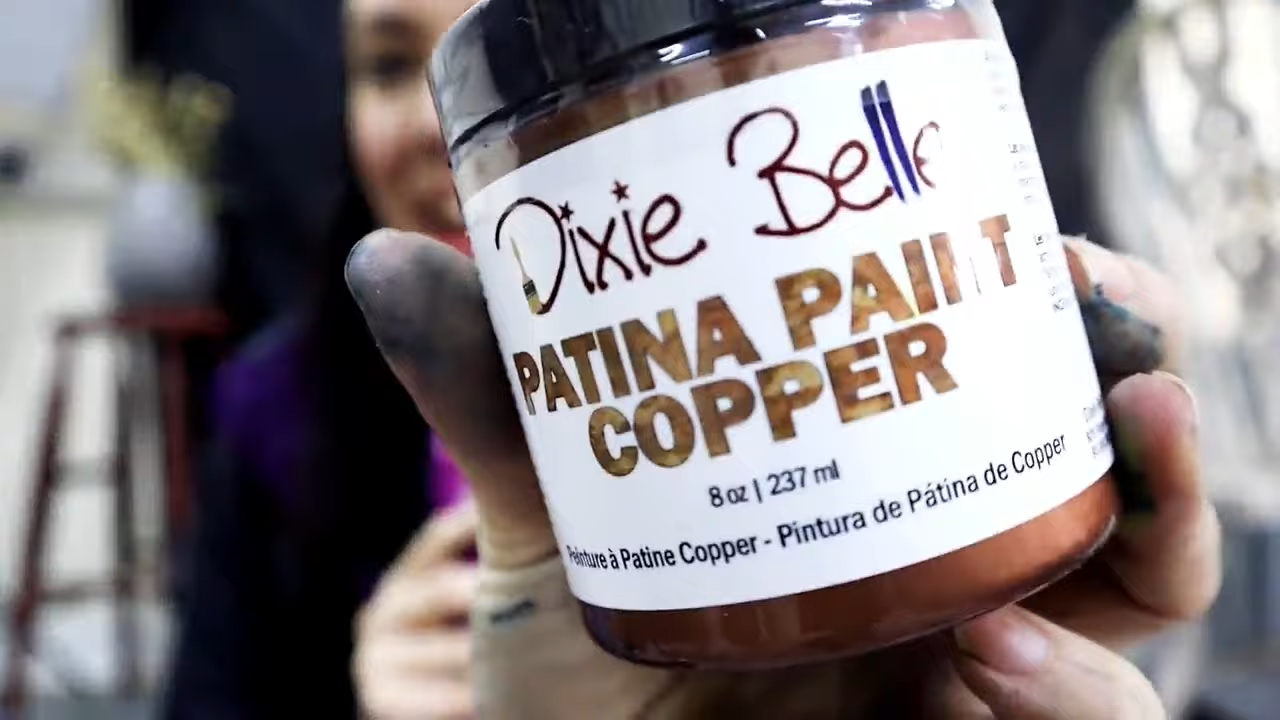 Dixie Belle
PATINA PAINT
COPPER
8 oz | 237 ml
Peinture à Patine Copper - Pintura de Pátina de Copper